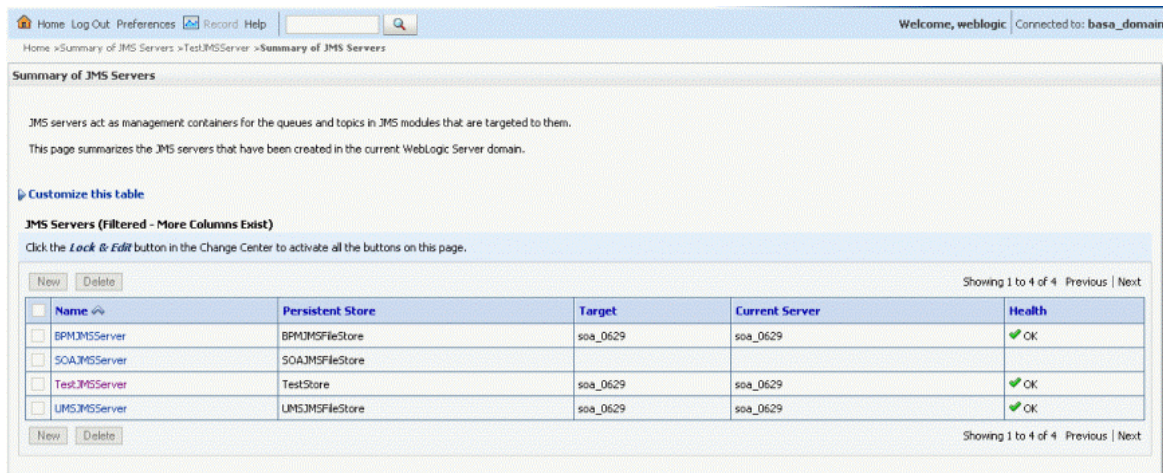 Home Log Out Preferences Record Help
Welcome, weblogic Connected to: basa_domain
Home >Summary of JMS Servers >TestJMSServer >Summary of JMS Servers
Summary of JMS Servers
JMS servers act as management containers for the queues and topics in JMS modules that are targeted to them.
This page summarizes the JMS servers that have been created in the current WebLogic Server domain.
Customize this table
JMS Servers (Filtered - More Columns Exist)
Click the Lock & Edit button in the Change Center to activate all the buttons on this page.
New Delete Showing 1 to 4 of 4 Previous | Next
Name Persistent Store Target Current Server Health
BPMJMSServer BPMJMSFileStore soa_0629 soa_0629 OK
SOAJMSServer SOAJMSFileStore
TestJMSServer TestStore soa_0629 soa_0629 OK
UMSJMSServer UMSJMSFileStore soa_0629 soa_0629 OK
New Delete Showing 1 to 4 of 4 Previous | Next